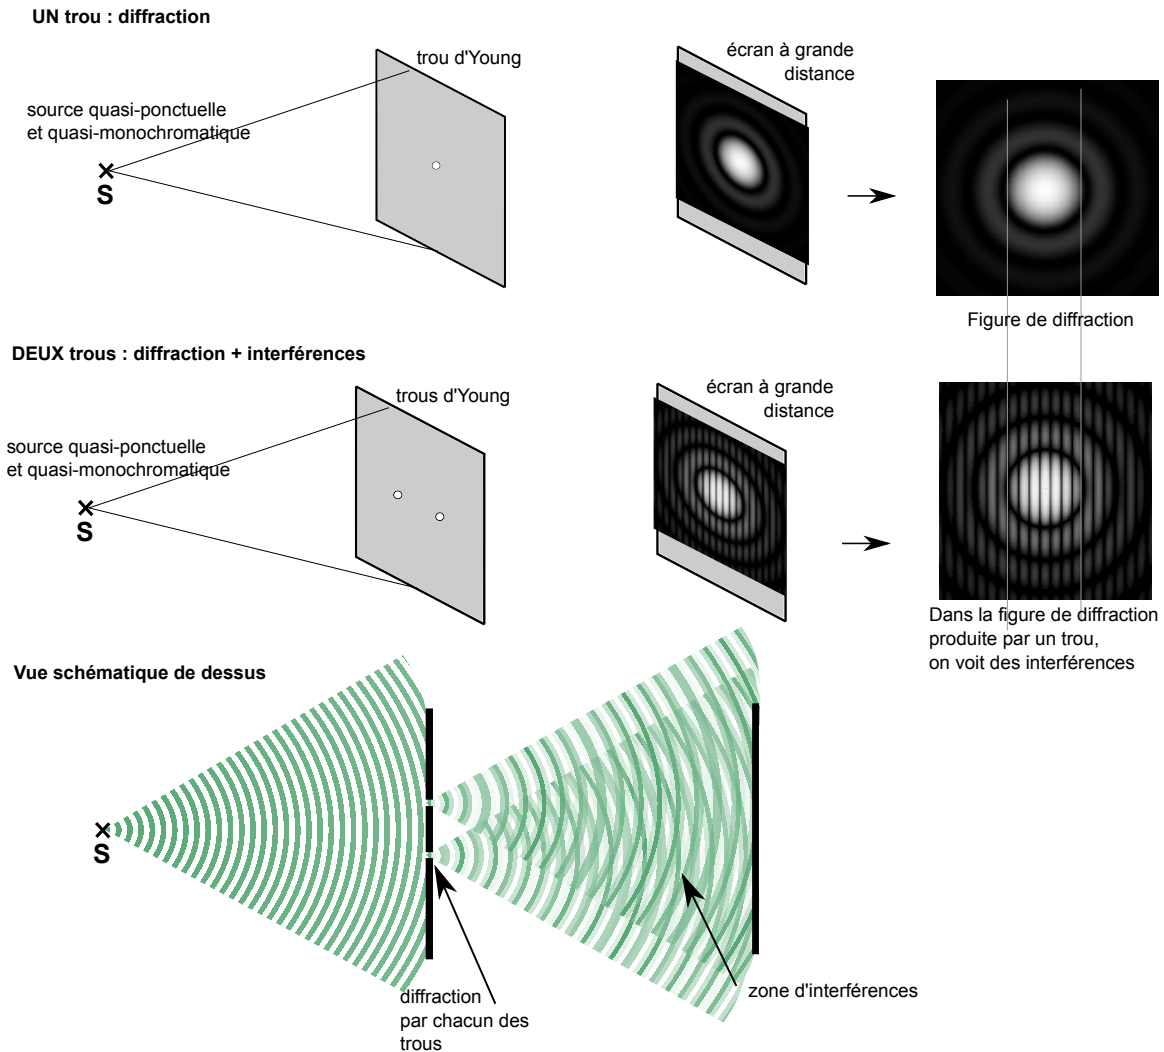 UN trou : diffraction
trou d'Young
écran à grande
distance
source quasi-ponctuelle
et quasi-monochromatique
S
Figure de diffraction
DEUX trous : diffraction + interférences
trous d'Young
écran à grande
distance
source quasi-ponctuelle
et quasi-monochromatique
S
Dans la figure de diffraction
produite par un trou,
on voit des interférences
Vue schématique de dessus
S
zone d'interférences
diffraction
par chacun des
trous